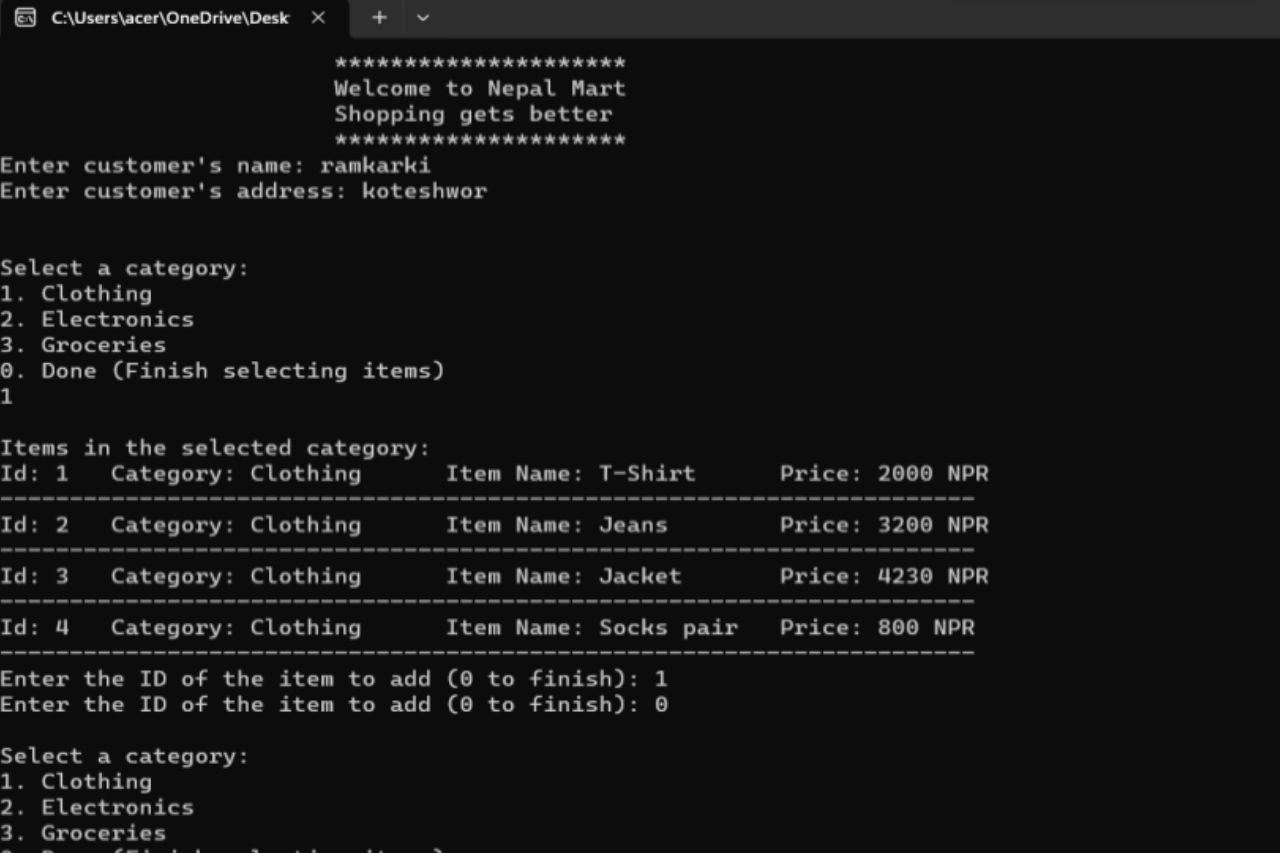 C:\Users\acer\OneDrive\Desk
*********************
Welcome to Nepal Mart
Shopping gets better
*********************
Enter customer's name: ramkarki
Enter customer's address: koteshwor
Select a category:
1. Clothing
2. Electronics
3. Groceries
0. Done (Finish selecting items)
1
Items in the selected category:
Id: 1   Category: Clothing      Item Name: T-Shirt      Price: 2000 NPR
----------------------------------------------------------------------
Id: 2   Category: Clothing      Item Name: Jeans        Price: 3200 NPR
----------------------------------------------------------------------
Id: 3   Category: Clothing      Item Name: Jacket       Price: 4230 NPR
----------------------------------------------------------------------
Id: 4   Category: Clothing      Item Name: Socks pair   Price: 800 NPR
----------------------------------------------------------------------
Enter the ID of the item to add (0 to finish): 1
Enter the ID of the item to add (0 to finish): 0
Select a category:
1. Clothing
2. Electronics
3. Groceries